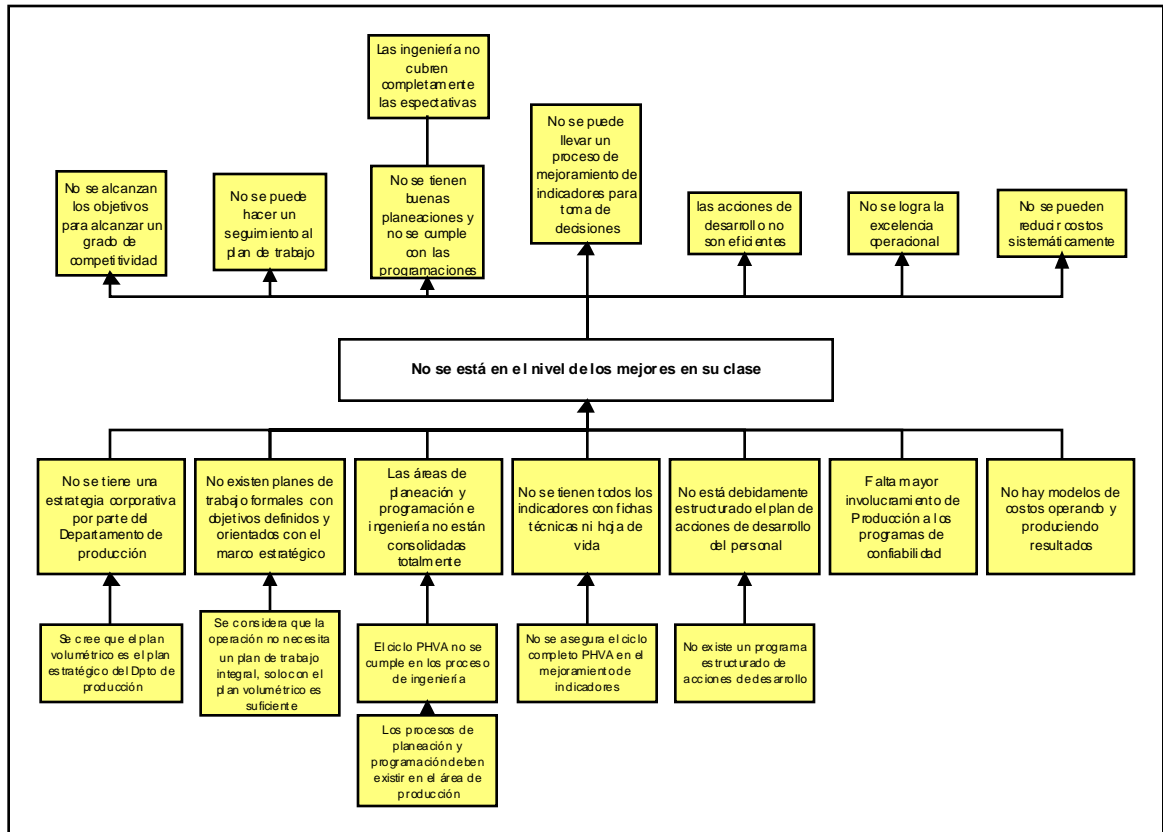 Las ingeniería no
cubren
completamente
las espectativas
No se puede
llevar un
proceso de
mejoramiento de
indicadores para
toma de
decisiones
No se alcanzan
los objetivos
para alcanzar un
grado de
competitividad
No se puede
hacer un
seguimiento al
plan de trabajo
No se tienen
buenas
planeaciones y
no se cumple
con las
programaciones
las acciones de
desarrollo no
son eficientes
No se logra la
excelencia
operacional
No se pueden
reducir costos
sistemáticamente
No se está en el nivel de los mejores en su clase
No se tiene una
estrategia corporativa
por parte del
Departamento de
producción
No existen planes de
trabajo formales con
objetivos definidos y
orientados con el
marco estratégico
Las áreas de
planeación y
programación e
ingeniería no están
consolidadas
totalmente
No se tienen todos los
indicadores con fichas
técnicas ni hoja de
vida
No está debidamente
estructurado el plan de
acciones de desarrollo
del personal
Falta mayor
involucramiento de
Producción a los
programas de
confiabilidad
No hay modelos de
costos operando y
produciendo
resultados
Se cree que el plan
volumétrico es el plan
estratégico del Dpto de
producción
Se considera que la
operación no necesita
un plan de trabajo
integral, solo con el
plan volumétrico es
suficiente
El ciclo PHVA no se
cumple en los proceso
de ingeniería
No se asegura el ciclo
completo PHVA en el
mejoramiento de
indicadores
No existe un programa
estructurado de
acciones de desarrollo
Los procesos de
planeación y
programación deben
existir en el área de
producción